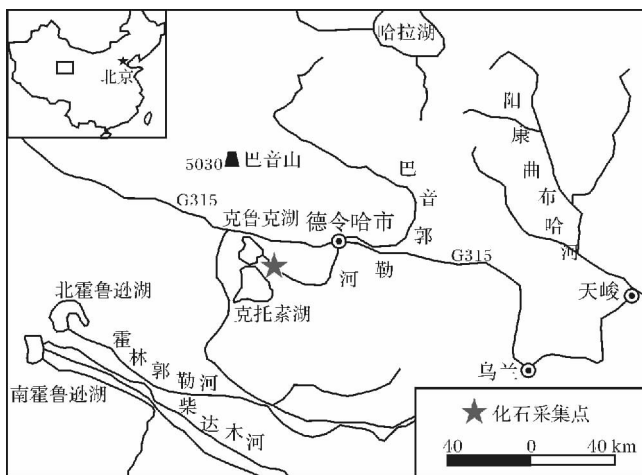 哈拉湖
北京
阳康曲
布哈河
5030 巴音山
巴音郭勒河
G315
克鲁克湖
德令哈市
G315
克托素湖
天峻
北霍鲁逊湖
霍林郭勒河
南霍鲁逊湖
柴达木河
乌兰
化石采集点
40 0 40 km